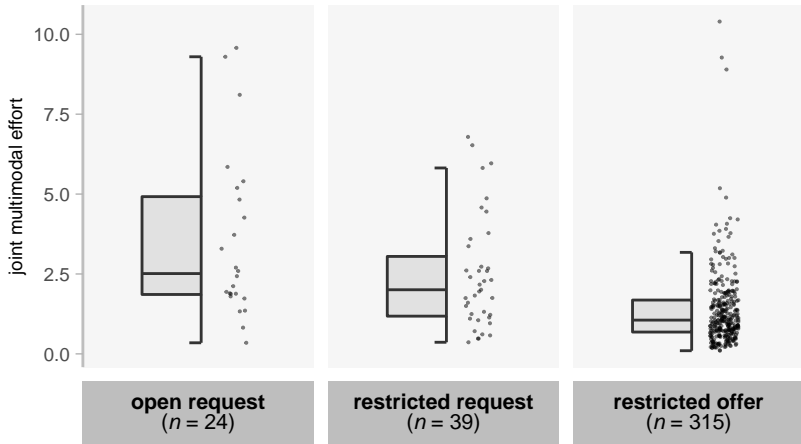 joint multimodal effort
10.0
7.5
5.0
2.5
0.0
open request
(n = 24)
restricted request
(n = 39)
restricted offer
(n = 315)